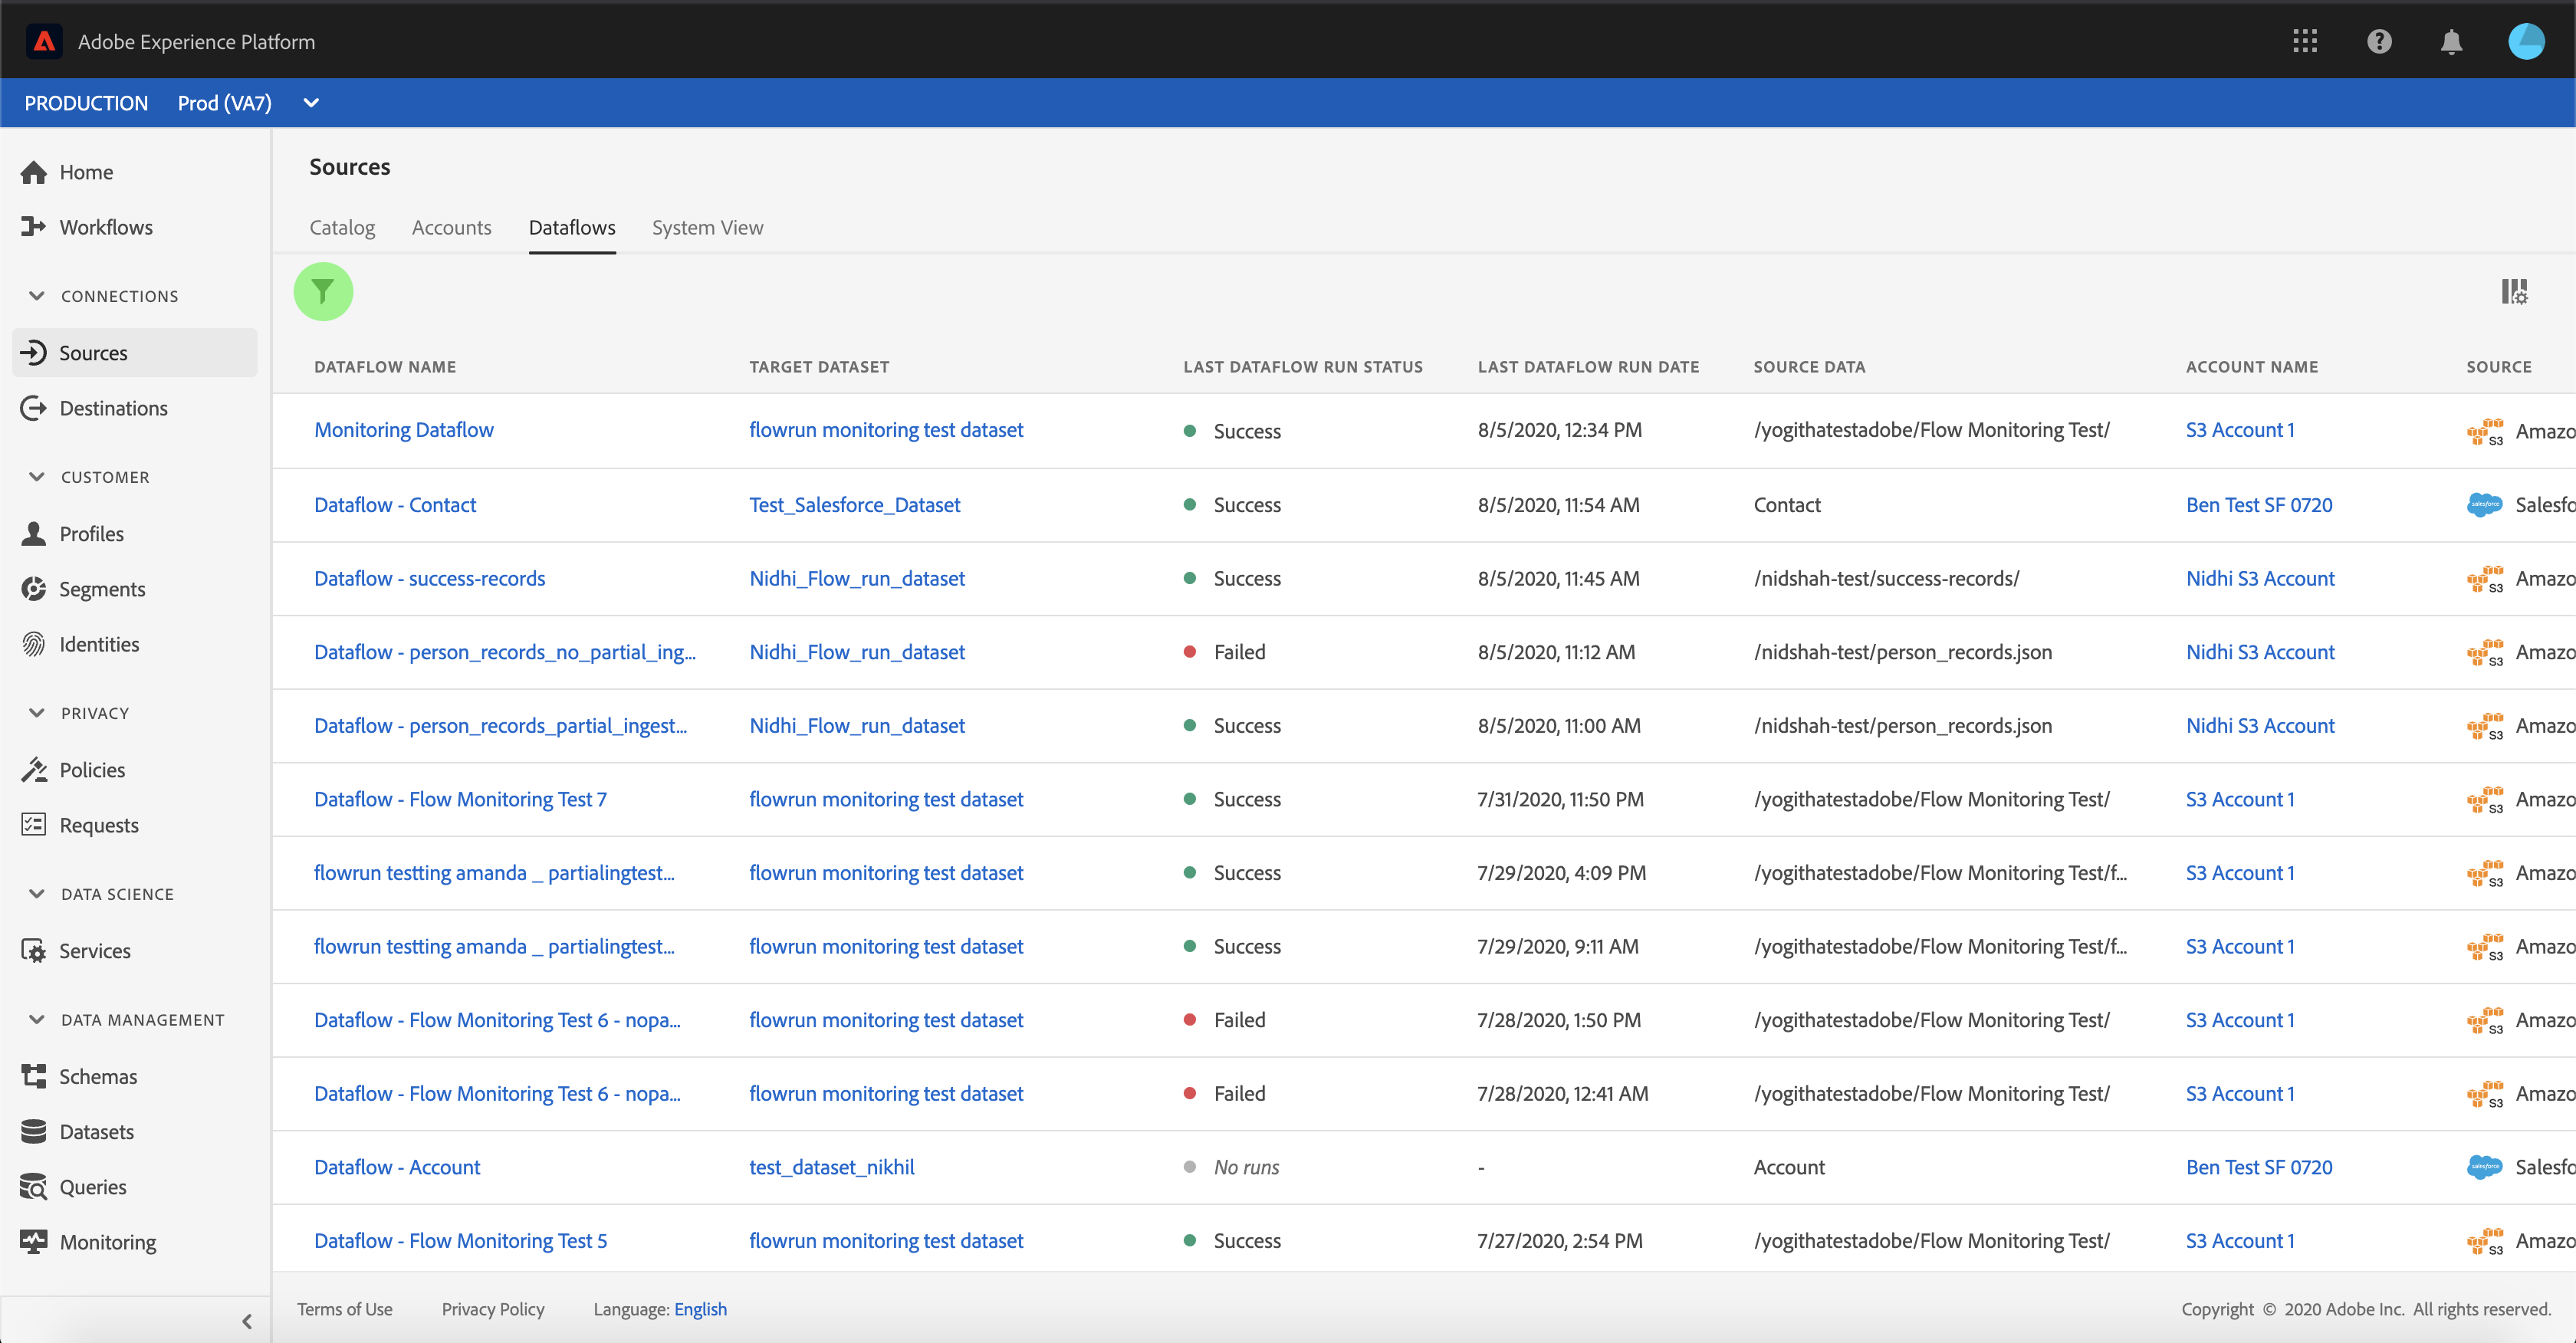 Adobe Experience Platform
PRODUCTION Prod (VA7)
Home
Workflows
CONNECTIONS
Sources
Destinations
CUSTOMER
Profiles
Segments
Identities
PRIVACY
Policies
Requests
DATA SCIENCE
Services
DATA MANAGEMENT
Schemas
Datasets
Queries
Monitoring
Sources
Catalog Accounts Dataflows System View
DATAFLOW NAME TARGET DATASET LAST DATAFLOW RUN STATUS LAST DATAFLOW RUN DATE SOURCE DATA ACCOUNT NAME SOURCE
Monitoring Dataflow flowrun monitoring test dataset Success 8/5/2020, 12:34 PM /yogithatestadobe/Flow Monitoring Test/ S3 Account 1 S3 Amazo
Dataflow - Contact Test_Salesforce_Dataset Success 8/5/2020, 11:54 AM Contact Ben Test SF 0720 salesforce Salesfo
Dataflow - success-records Nidhi_Flow_run_dataset Success 8/5/2020, 11:45 AM /nidshah-test/success-records/ Nidhi S3 Account S3 Amazo
Dataflow - person_records_no_partial_ing... Nidhi_Flow_run_dataset Failed 8/5/2020, 11:12 AM /nidshah-test/person_records.json Nidhi S3 Account S3 Amazo
Dataflow - person_records_partial_ingest... Nidhi_Flow_run_dataset Success 8/5/2020, 11:00 AM /nidshah-test/person_records.json Nidhi S3 Account S3 Amazo
Dataflow - Flow Monitoring Test 7 flowrun monitoring test dataset Success 7/31/2020, 11:50 PM /yogithatestadobe/Flow Monitoring Test/ S3 Account 1 S3 Amazo
flowrun testting amanda _ partialingtest... flowrun monitoring test dataset Success 7/29/2020, 4:09 PM /yogithatestadobe/Flow Monitoring Test/f... S3 Account 1 S3 Amazo
flowrun testting amanda _ partialingtest... flowrun monitoring test dataset Success 7/29/2020, 9:11 AM /yogithatestadobe/Flow Monitoring Test/f... S3 Account 1 S3 Amazo
Dataflow - Flow Monitoring Test 6 - nopa... flowrun monitoring test dataset Failed 7/28/2020, 1:50 PM /yogithatestadobe/Flow Monitoring Test/ S3 Account 1 S3 Amazo
Dataflow - Flow Monitoring Test 6 - nopa... flowrun monitoring test dataset Failed 7/28/2020, 12:41 AM /yogithatestadobe/Flow Monitoring Test/ S3 Account 1 S3 Amazo
Dataflow - Account test_dataset_nikhil No runs - Account Ben Test SF 0720 salesforce Salesfo
Dataflow - Flow Monitoring Test 5 flowrun monitoring test dataset Success 7/27/2020, 2:54 PM /yogithatestadobe/Flow Monitoring Test/ S3 Account 1 S3 Amazo
Terms of Use Privacy Policy Language: English Copyright © 2020 Adobe Inc. All rights reserved.